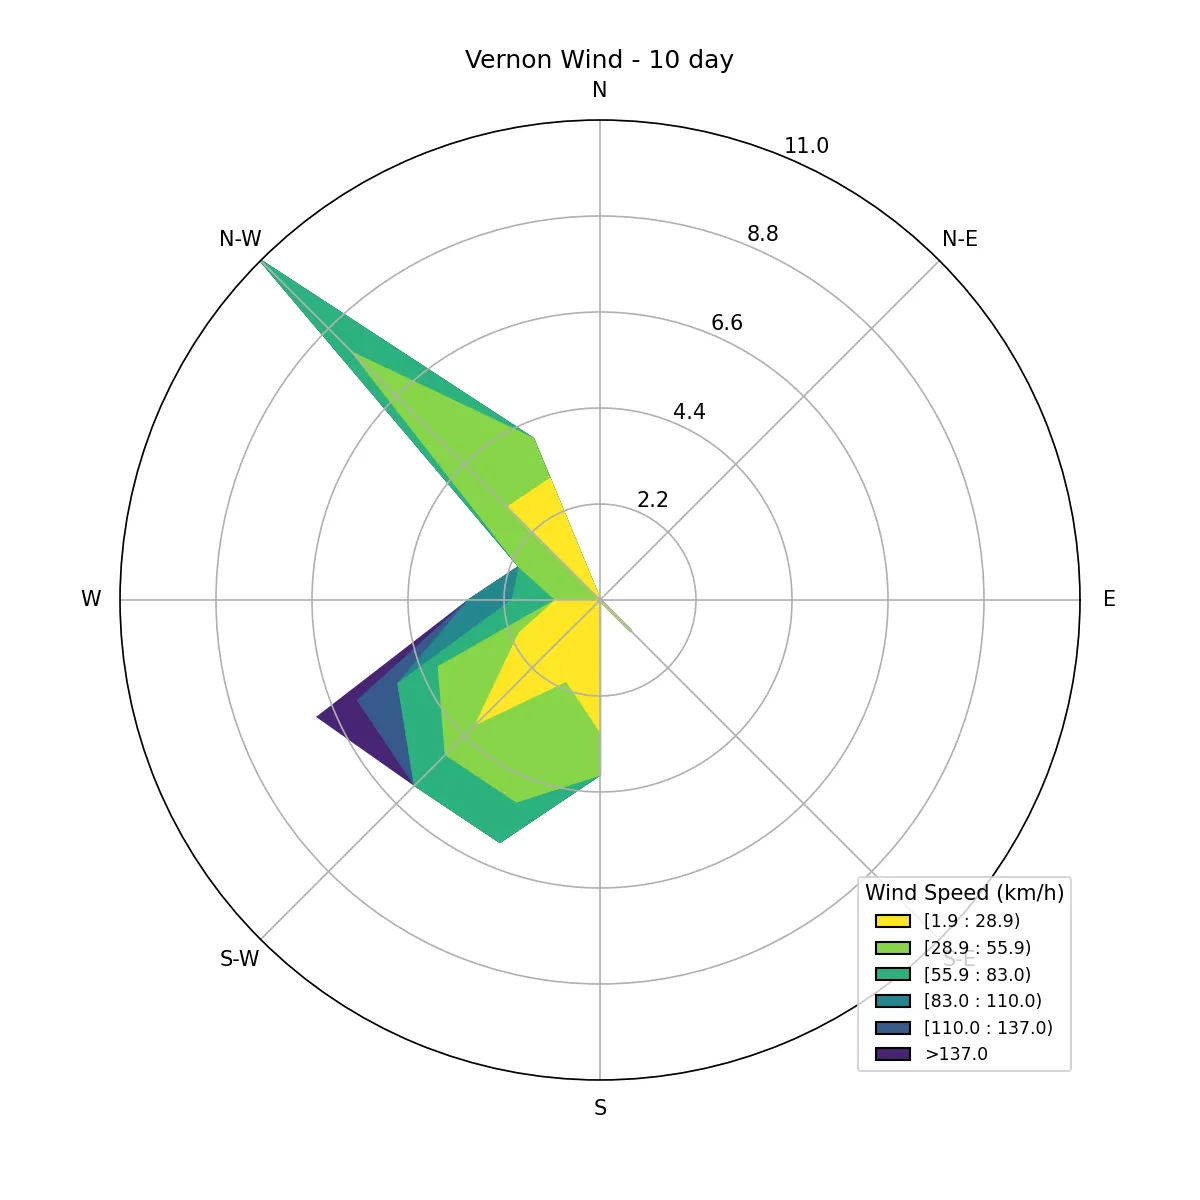 Vernon Wind - 10 day
N
11.0
N-W
8.8
N-E
6.6
4.4
2.2
W
E
S-W
S-E
Wind Speed (km/h)
[1.9 : 28.9)
[28.9 : 55.9)
[55.9 : 83.0)
[83.0 : 110.0)
[110.0 : 137.0)
>137.0
S